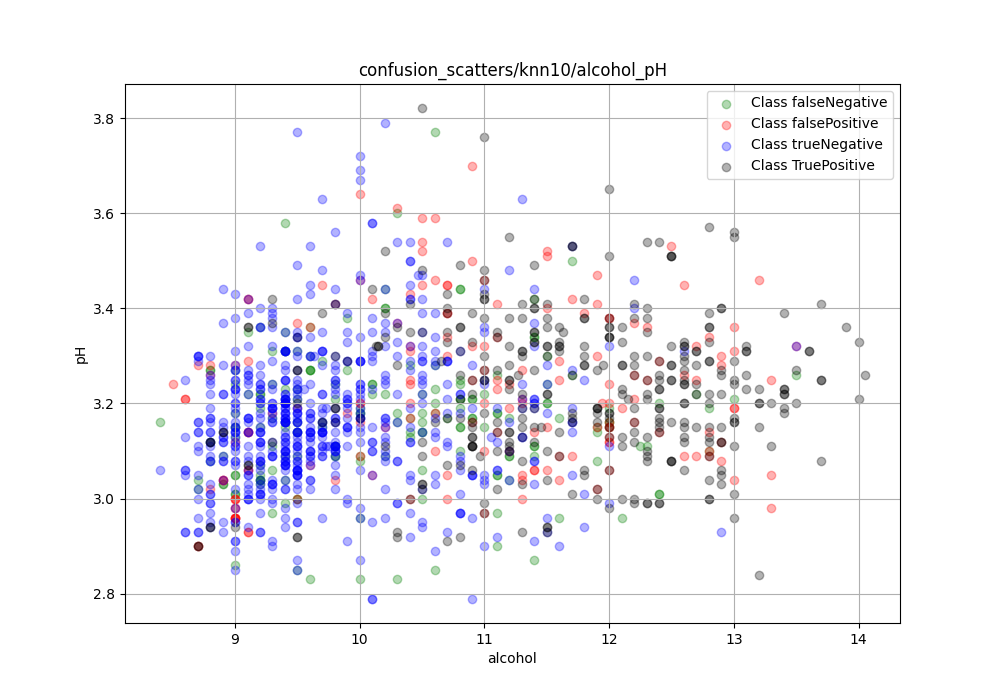 confusion_scatters/knn10/alcohol_pH
Class falseNegative
Class falsePositive
Class trueNegative
Class TruePositive
pH
3.8
3.6
3.4
3.2
3.0
2.8
9 10 11 12 13 14
alcohol